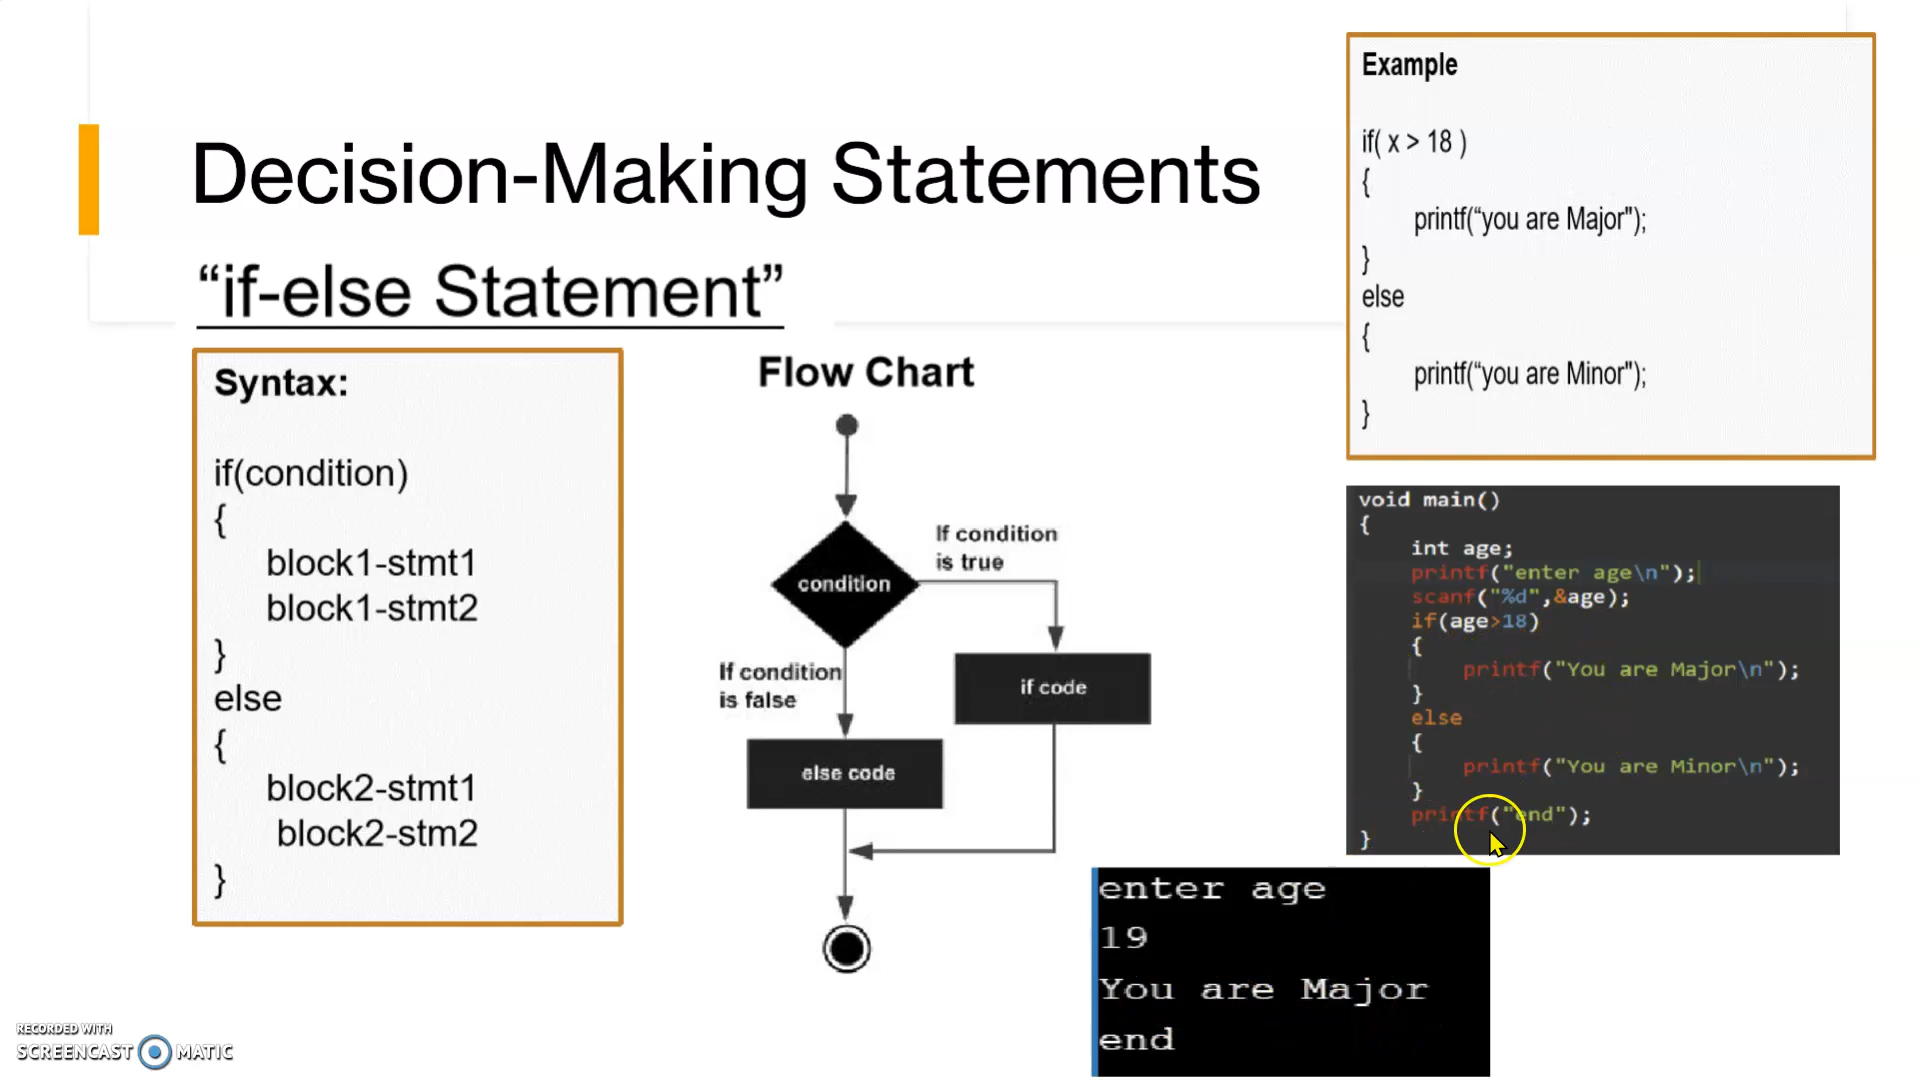 Decision-Making Statements
“if-else Statement”
Syntax:
if(condition)
{
block1-stmt1
block1-stmt2
}
else
{
block2-stmt1
block2-stm2
}
Flow Chart
condition
If condition
is true
If condition
is false
if code
else code
Example
if( x > 18 )
{
printf(“you are Major");
}
else
{
printf(“you are Minor");
}
void main()
{
int age;
printf("enter age\n");
scanf("%d",&age);
if(age>18)
{
printf("You are Major\n");
}
else
{
printf("You are Minor\n");
}
printf("end");
}
enter age
19
You are Major
end
RECORDED WITH
SCREENCAST MATIC